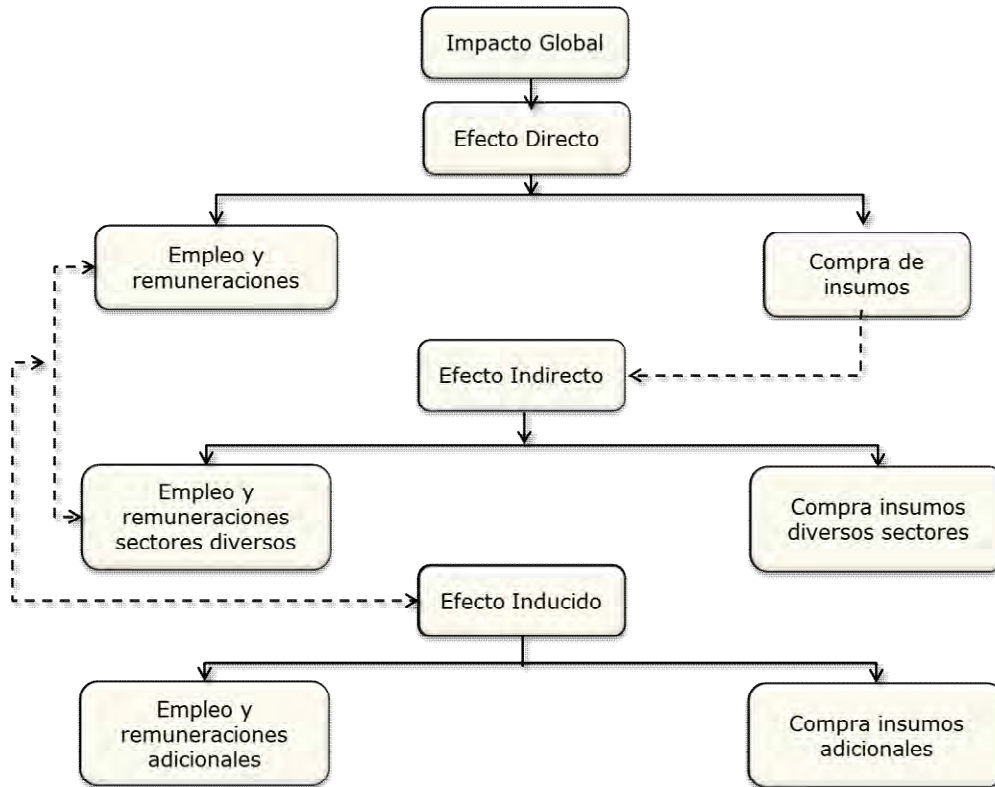 Impacto Global
Efecto Directo
Empleo y
remuneraciones
Compra de
insumos
Efecto Indirecto
Empleo y
remuneraciones
sectores diversos
Compra insumos
diversos sectores
Efecto Inducido
Empleo y
remuneraciones
adicionales
Compra insumos
adicionales